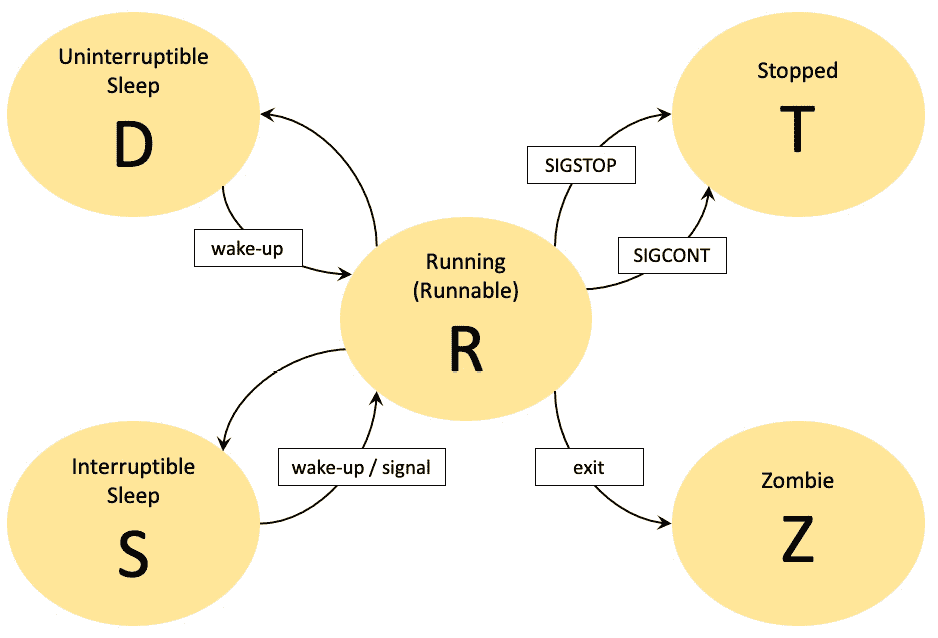 Uninterruptible
Sleep
D
Stopped
T
SIGSTOP
wake-up
SIGCONT
Running
(Runnable)
R
Interruptible
Sleep
S
wake-up / signal
exit
Zombie
Z